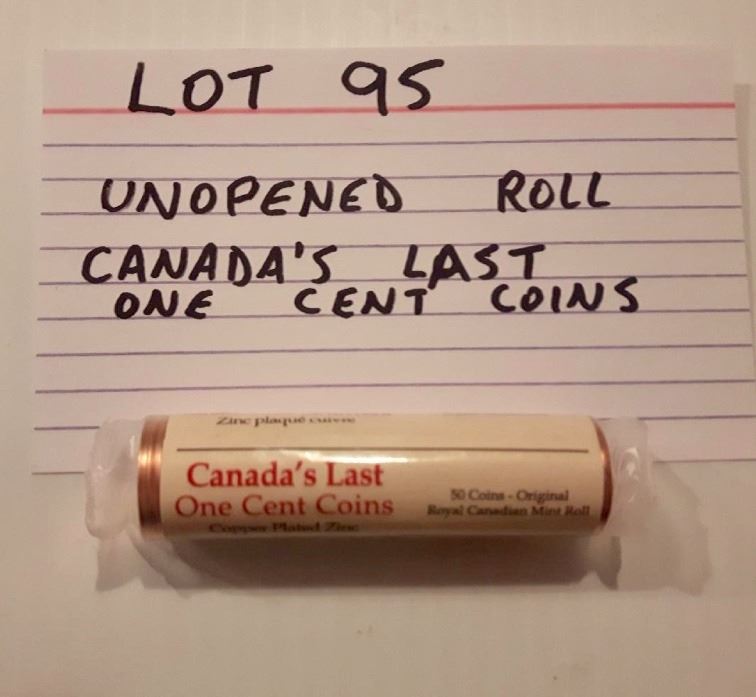 LOT 95
UNOPENED ROLL
CANADA'S LAST
ONE CENT COINS
Zinc plaqué cuivre
Canada's Last
One Cent Coins
Copper Plated Zinc
50 Coins - Original
Royal Canadian Mint Roll